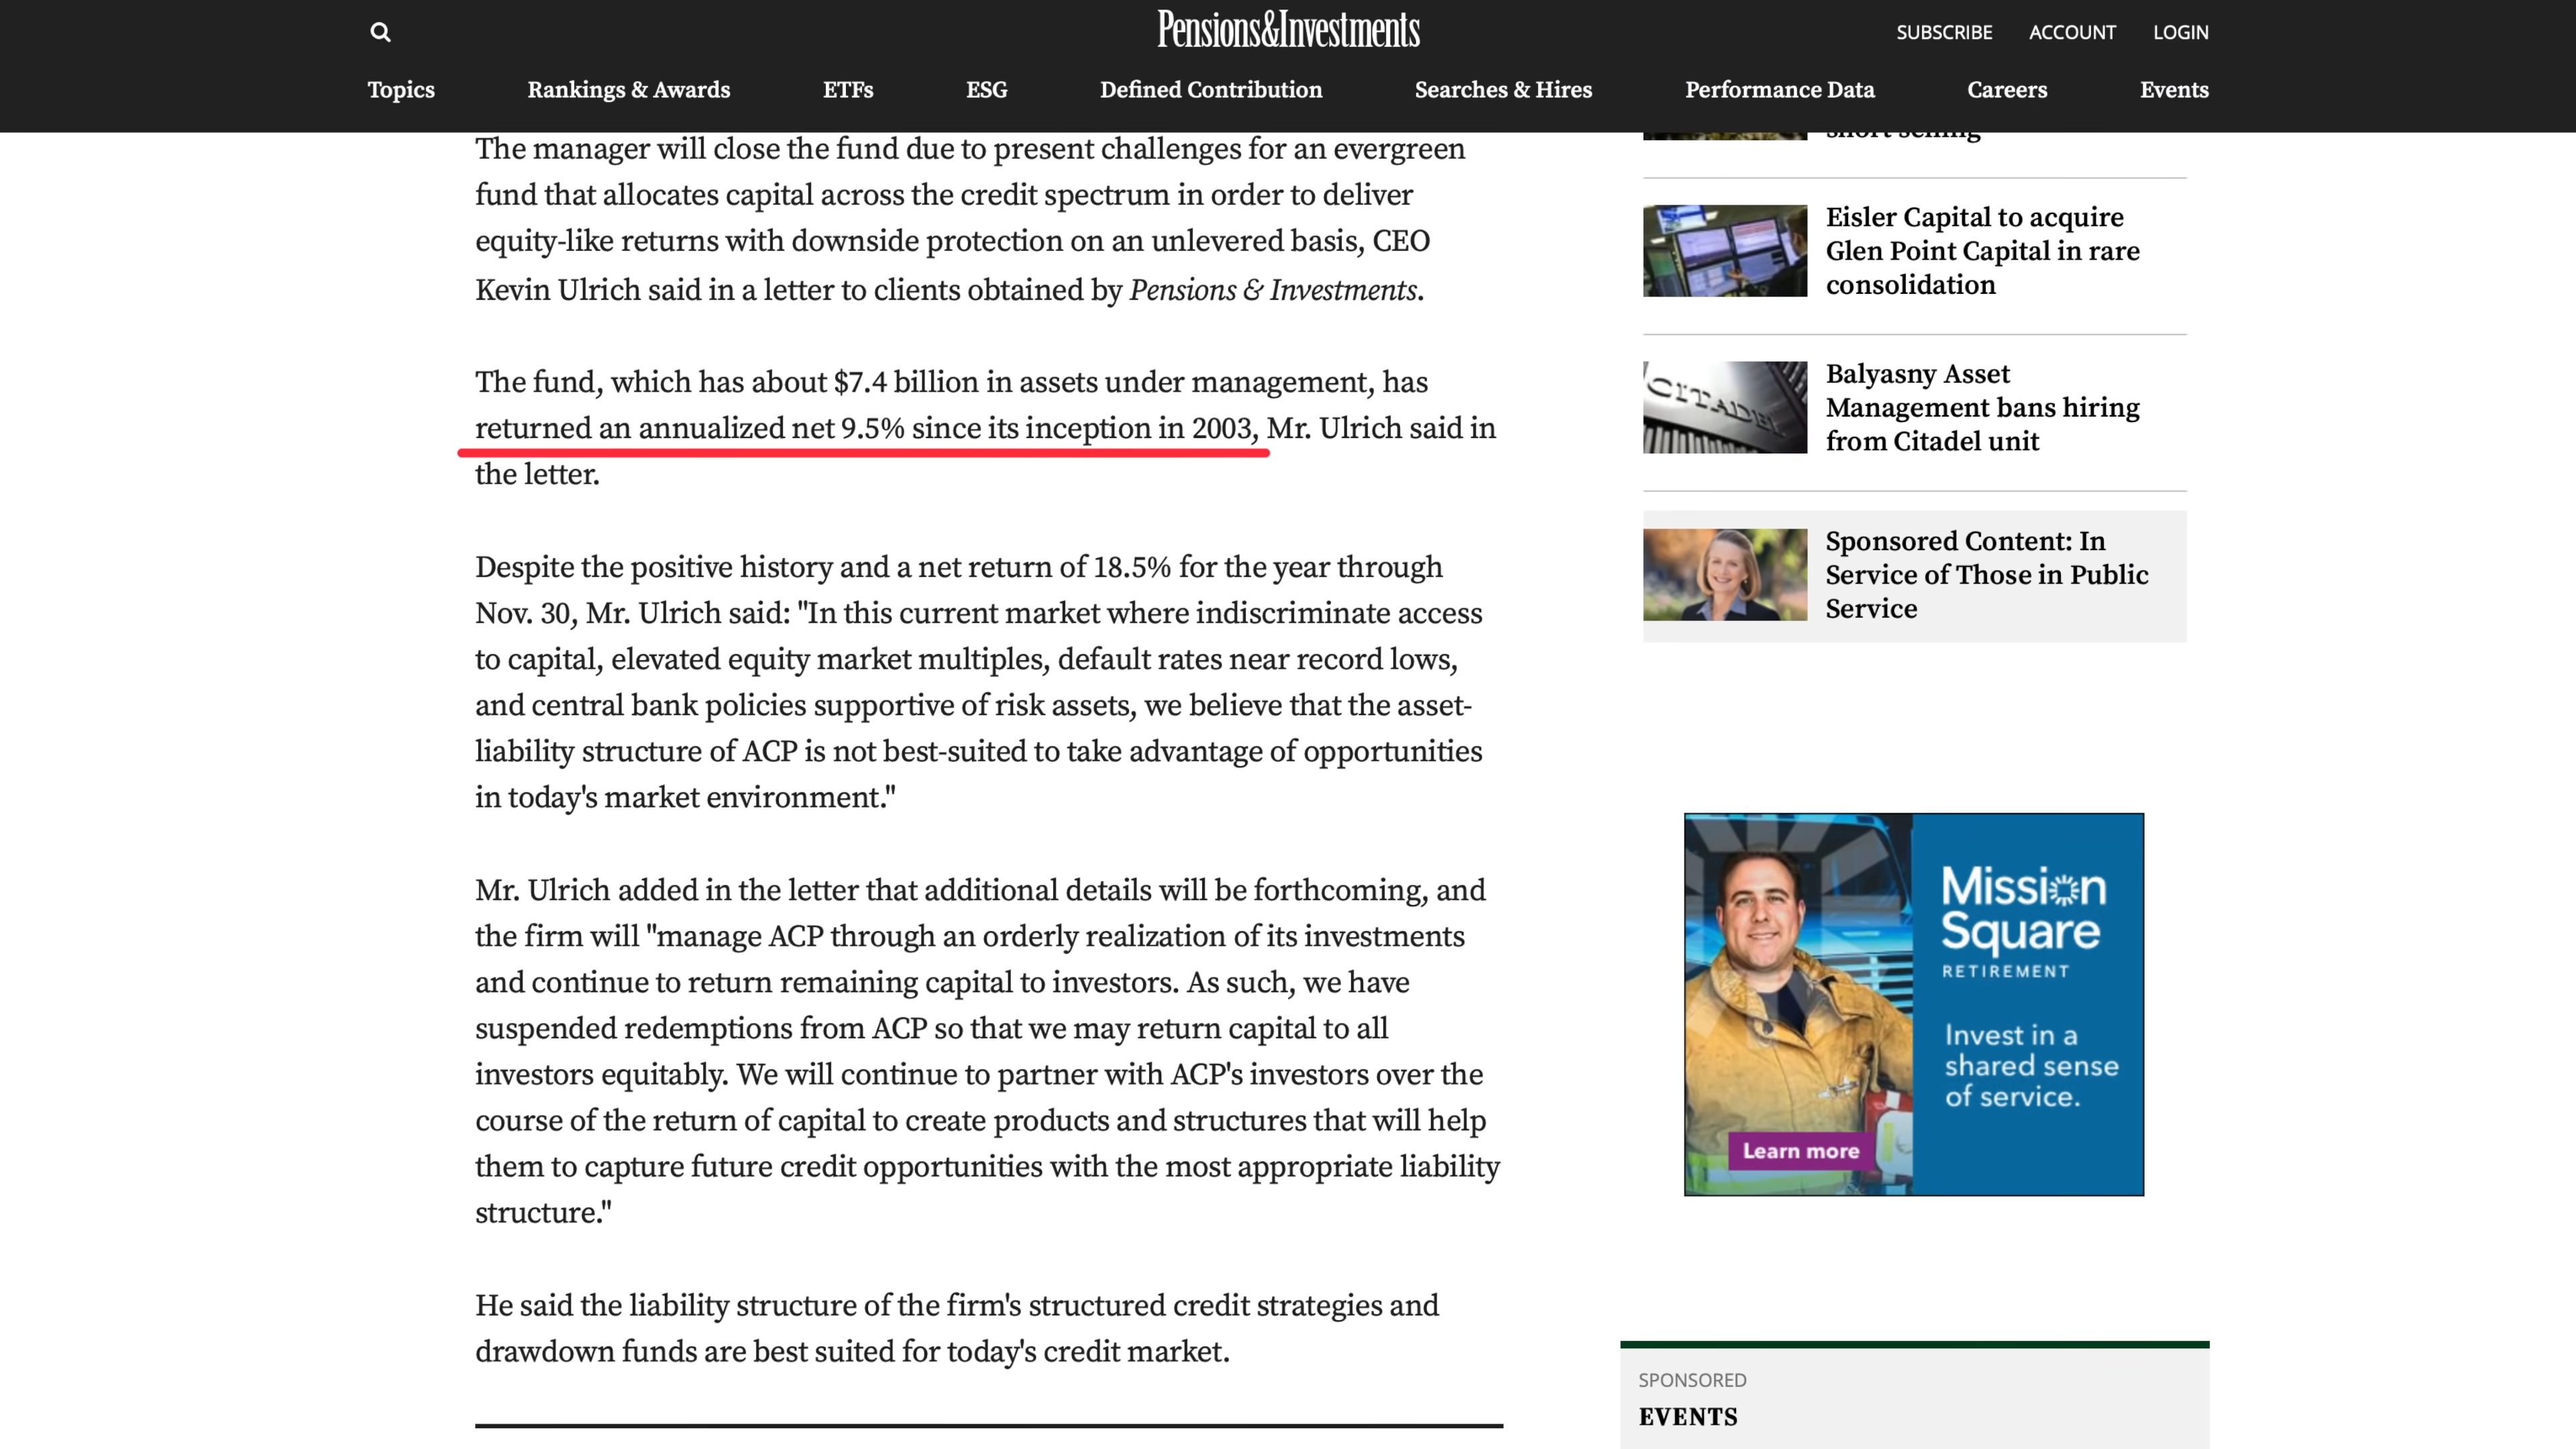 Pensions&Investments
SUBSCRIBE ACCOUNT LOGIN
Topics Rankings & Awards ETFs ESG Defined Contribution Searches & Hires Performance Data Careers Events
The manager will close the fund due to present challenges for an evergreen
fund that allocates capital across the credit spectrum in order to deliver
equity-like returns with downside protection on an unlevered basis, CEO
Kevin Ulrich said in a letter to clients obtained by Pensions & Investments.
The fund, which has about $7.4 billion in assets under management, has
returned an annualized net 9.5% since its inception in 2003, Mr. Ulrich said in
the letter.
Despite the positive history and a net return of 18.5% for the year through
Nov. 30, Mr. Ulrich said: "In this current market where indiscriminate access
to capital, elevated equity market multiples, default rates near record lows,
and central bank policies supportive of risk assets, we believe that the asset-
liability structure of ACP is not best-suited to take advantage of opportunities
in today's market environment."
Mr. Ulrich added in the letter that additional details will be forthcoming, and
the firm will "manage ACP through an orderly realization of its investments
and continue to return remaining capital to investors. As such, we have
suspended redemptions from ACP so that we may return capital to all
investors equitably. We will continue to partner with ACP's investors over the
course of the return of capital to create products and structures that will help
them to capture future credit opportunities with the most appropriate liability
structure."
He said the liability structure of the firm's structured credit strategies and
drawdown funds are best suited for today's credit market.
short selling
Eisler Capital to acquire
Glen Point Capital in rare
consolidation
CITADEL
Balyasny Asset
Management bans hiring
from Citadel unit
Sponsored Content: In
Service of Those in Public
Service
Mission
Square
RETIREMENT
Invest in a
shared sense
of service.
Learn more
SPONSORED
EVENTS